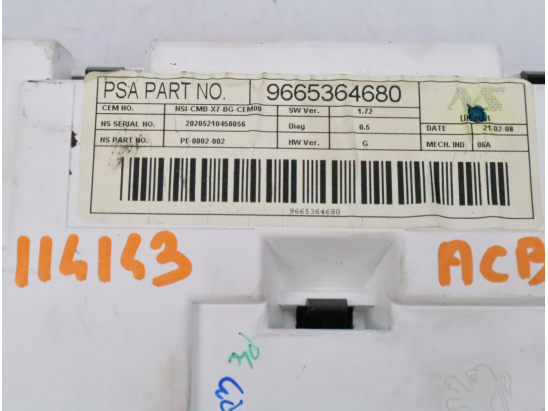 PSA PART NO. 9665364680
CEM NO. NSI-CMB-X7-BG-CEM00 SW Ver. 1.72
NS SERIAL NO. 20205210458056 Diag 0.5 DATE 21-02-08
NS PART NO. PE-0002-002 HW Ver. G MECH. IND 06A
9665364680
114143 ACB